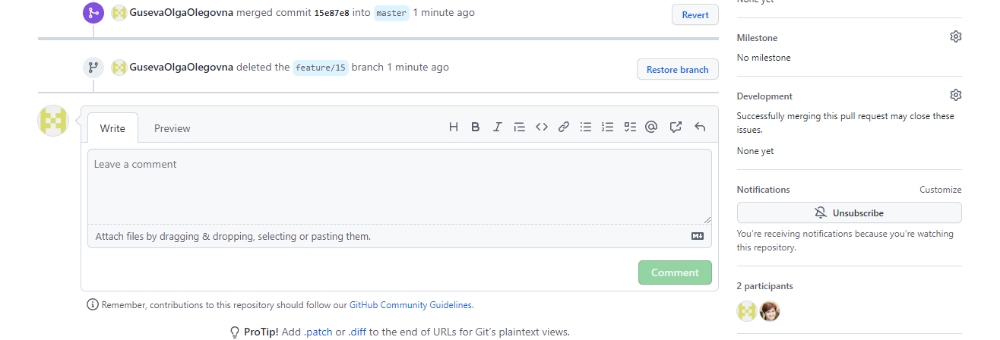 GusevaOlgaOlegovna merged commit 15e87e8 into master 1 minute ago
Revert
GusevaOlgaOlegovna deleted the feature/15 branch 1 minute ago
Restore branch
Write
Preview
Leave a comment
Attach files by dragging & dropping, selecting or pasting them.
Comment
Remember, contributions to this repository should follow our GitHub Community Guidelines.
ProTip! Add .patch or .diff to the end of URLs for Git's plaintext views.
None yet
Milestone
No milestone
Development
Successfully merging this pull request may close these
issues.
None yet
Notifications
Customize
Unsubscribe
You're receiving notifications because you're watching
this repository.
2 participants